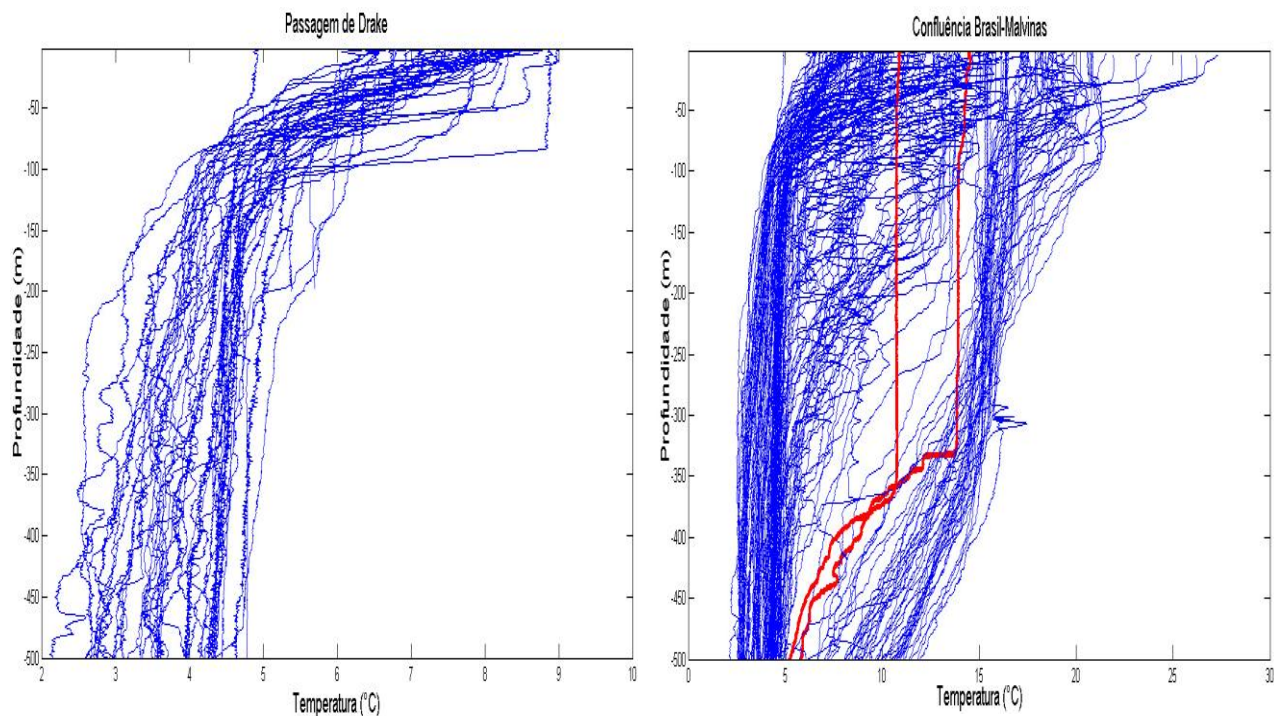 Passagem de Drake
Profundidade (m)
-50
-100
-150
-200
-250
-300
-350
-400
-450
-500
2 3 4 5 6 7 8 9 10
Temperatura (°C)
Confluência Brasil-Malvinas
Profundidade (m)
-50
-100
-150
-200
-250
-300
-350
-400
-450
-500
0 5 10 15 20 25 30
Temperatura (°C)